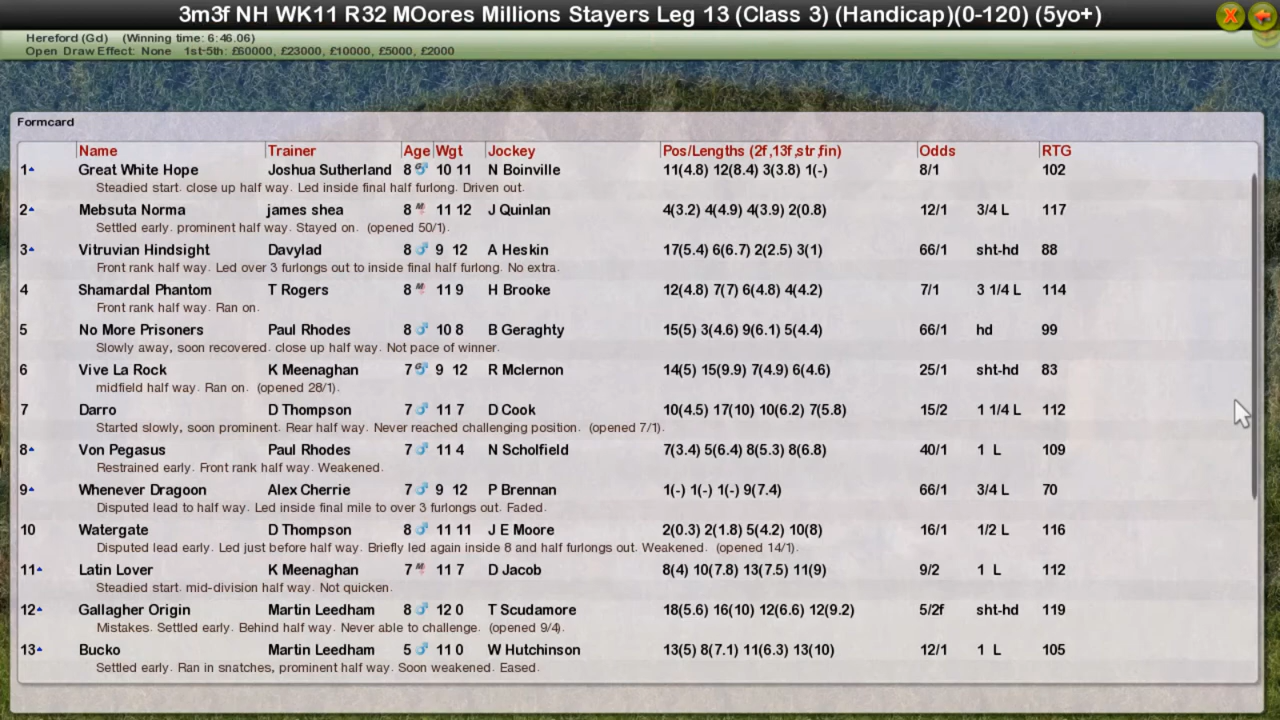 3m3f NH WK11 R32 MOores Millions Stayers Leg 13 (Class 3) (Handicap)(0-120) (5yo+)
Hereford (Gd) (Winning time: 6:46.06)
Open Draw Effect: None 1st-5th: £60000, £23000, £10000, £5000, £2000
Formcard
Name Trainer Age Wgt Jockey Pos/Lengths (2f,13f,str,fin) Odds RTG
1 Great White Hope Joshua Sutherland 8 10 11 N Boinville 11(4.8) 12(8.4) 3(3.8) 1(-) 8/1 102
Steadied start. close up half way. Led inside final half furlong. Driven out.
2 Mebsuta Norma james shea 8 11 12 J Quinlan 4(3.2) 4(4.9) 4(3.9) 2(0.8) 12/1 3/4 L 117
Settled early. prominent half way. Stayed on. (opened 50/1).
3 Vitruvian Hindsight Davylad 8 9 12 A Heskin 17(5.4) 6(6.7) 2(2.5) 3(1) 66/1 sht-hd 88
Front rank half way. Led over 3 furlongs out to inside final half furlong. No extra.
4 Shamardal Phantom T Rogers 8 11 9 H Brooke 12(4.8) 7(7) 6(4.8) 4(4.2) 7/1 3 1/4 L 114
Front rank half way. Ran on.
5 No More Prisoners Paul Rhodes 8 10 8 B Geraghty 15(5) 3(4.6) 9(6.1) 5(4.4) 66/1 hd 99
Slowly away, soon recovered. close up half way. Not pace of winner.
6 Vive La Rock K Meenaghan 7 9 12 R Mclernon 14(5) 15(9.9) 7(4.9) 6(4.6) 25/1 sht-hd 83
midfield half way. Ran on. (opened 28/1).
7 Darro D Thompson 7 11 7 D Cook 10(4.5) 17(10) 10(6.2) 7(5.8) 15/2 1 1/4 L 112
Started slowly, soon prominent. Rear half way. Never reached challenging position. (opened 7/1).
8 Von Pegasus Paul Rhodes 7 11 4 N Scholfield 7(3.4) 5(6.4) 8(5.3) 8(6.8) 40/1 1 L 109
Restrained early. Front rank half way. Weakened.
9 Whenever Dragoon Alex Cherrie 7 9 12 P Brennan 1(-) 1(-) 1(-) 9(7.4) 66/1 3/4 L 70
Disputed lead to half way. Led inside final mile to over 3 furlongs out. Faded.
10 Watergate D Thompson 8 11 11 J E Moore 2(0.3) 2(1.8) 5(4.2) 10(8) 16/1 1/2 L 116
Disputed lead early. Led just before half way. Briefly led again inside 8 and half furlongs out. Weakened. (opened 14/1).
11 Latin Lover K Meenaghan 7 11 7 D Jacob 8(4) 10(7.8) 13(7.5) 11(9) 9/2 1 L 112
Steadied start. mid-division half way. Not quicken.
12 Gallagher Origin Martin Leedham 8 12 0 T Scudamore 18(5.6) 16(10) 12(6.6) 12(9.2) 5/2f sht-hd 119
Mistakes. Settled early. Behind half way. Never able to challenge. (opened 9/4).
13 Bucko Martin Leedham 5 11 0 W Hutchinson 13(5) 8(7.1) 11(6.3) 13(10) 12/1 1 L 105
Settled early. Ran in snatches, prominent half way. Soon weakened. Eased.